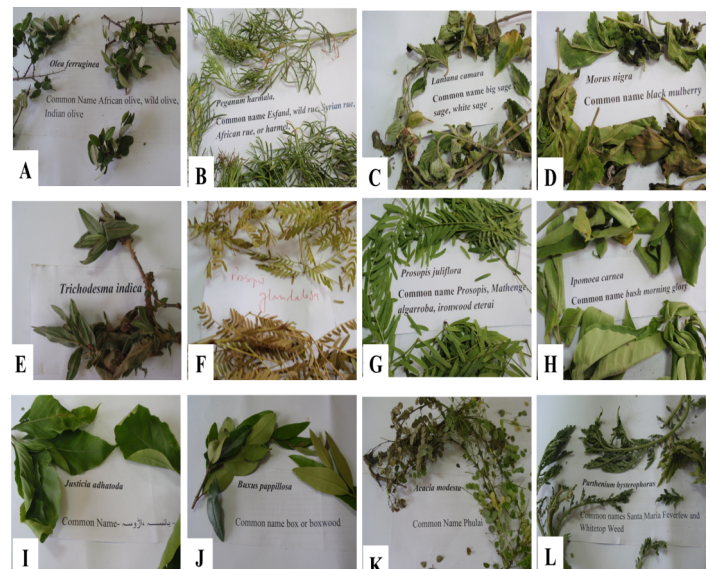 Olea ferruginea
Common Name African olive, wild olive,
Indian olive
A
Peganum harmala,
Common name Esfand, wild rue, Syrian rue,
African rue, or harmel,
B
Lantana camara
Common name big sage
sage, white sage
C
Morus nigra
Common name black mulberry
D
Trichodesma indica
E
glandulosa
F
Prosopis juliflora
Common name Prosopis, Mathenge
algarroba, ironwood eterai
G
Ipomoea carnea
Common name bush morning glory
H
Justicia adhatoda
Common Name-
I
Buxus pappillosa
Common name box or boxwood
J
Acacia modesta
Common Name Phulai
K
Parthenium hysterophorus
Common names Santa Maria Feverfew and
Whitetop Weed
L